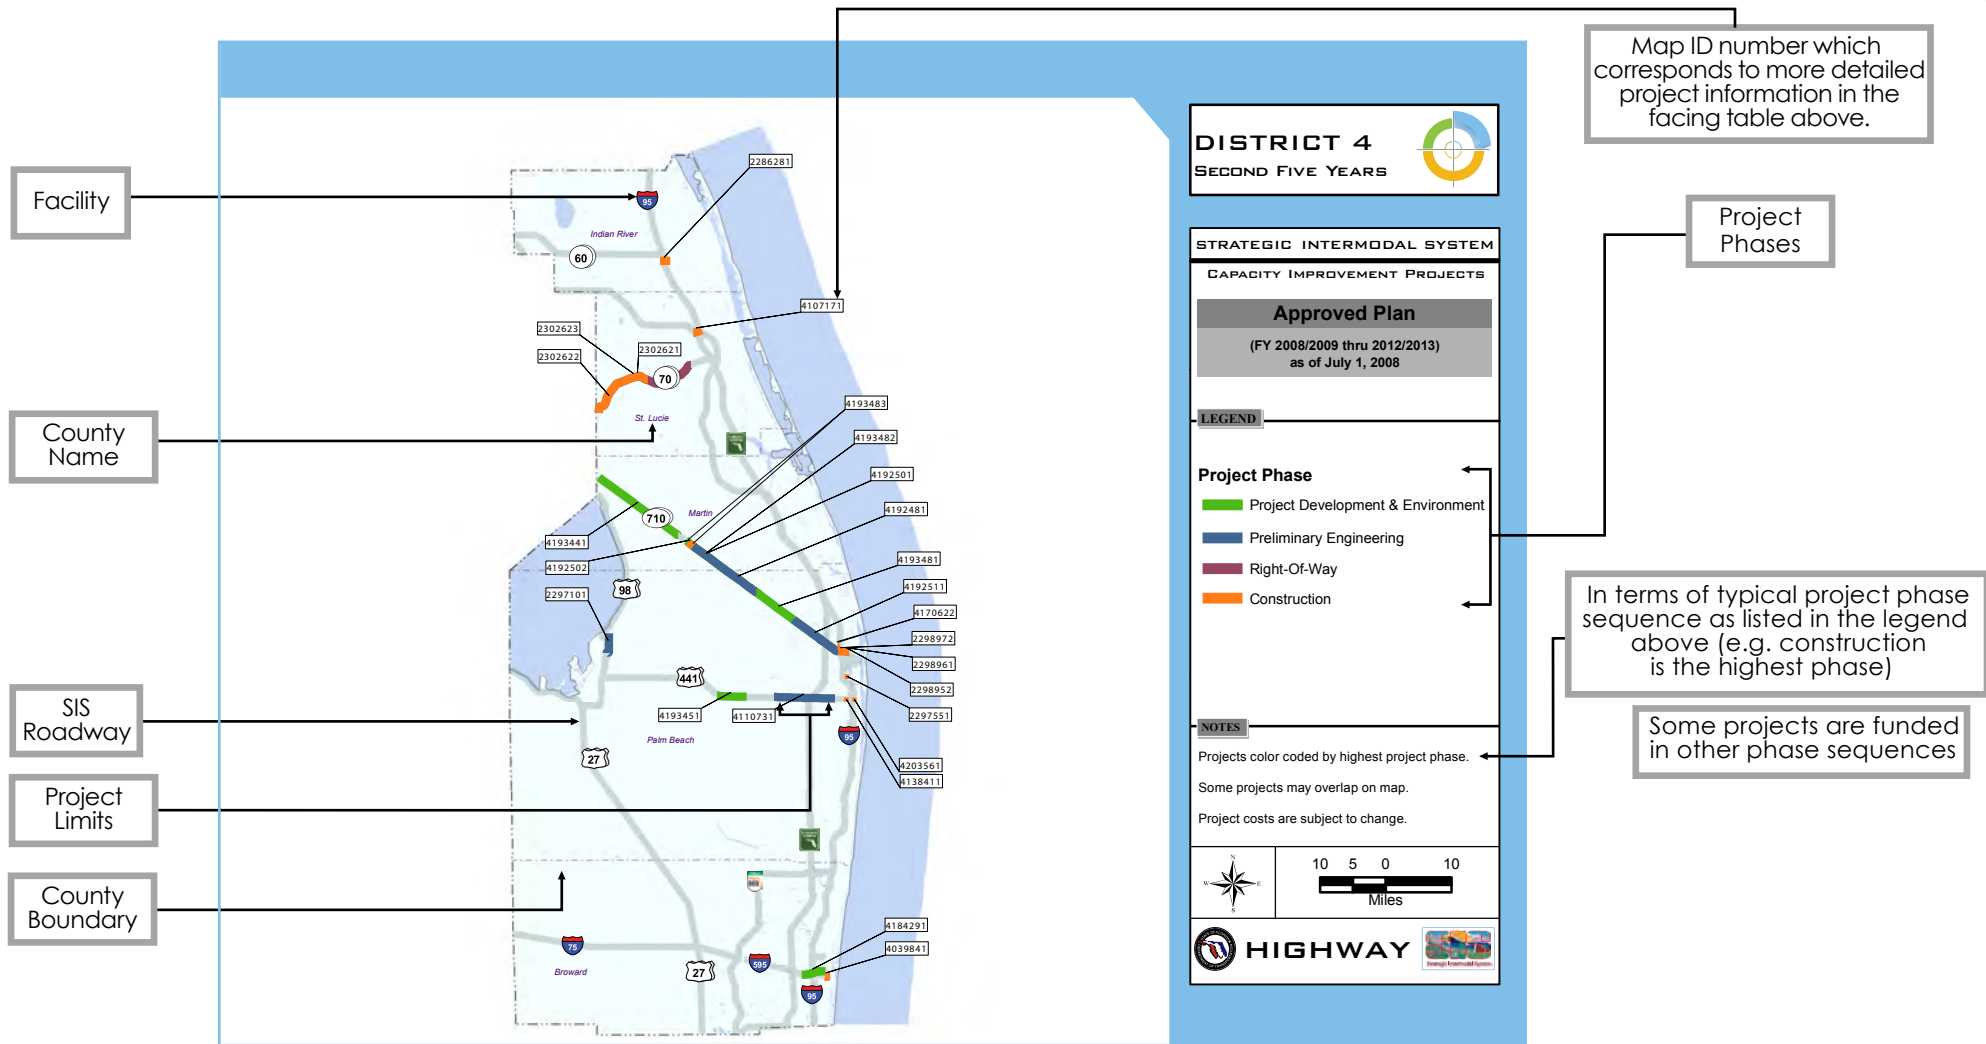 Map ID number which
corresponds to more detailed
project information in the
facing table above.
DISTRICT 4
SECOND FIVE YEARS
Facility
County
Name
SIS
Roadway
Project
Limits
County
Boundary
2286281
95
Indian River
60
4107171
2302623
2302621
2302622
70
St. Lucie
4193483
4193482
4192501
4192481
Martin
710
4193441
4192502
4193481
2297101
98
4192511
4170622
2298972
2298961
2298952
2297551
441
4193451
4110731
Palm Beach
95
27
4203561
4138411
869
4184291
4039841
75
Broward
27
595
95
STRATEGIC INTERMODAL SYSTEM
CAPACITY IMPROVEMENT PROJECTS
Approved Plan
(FY 2008/2009 thru 2012/2013)
as of July 1, 2008
LEGEND
Project Phase
Project Development & Environment
Preliminary Engineering
Right-Of-Way
Construction
NOTES
Projects color coded by highest project phase.
Some projects may overlap on map.
Project costs are subject to change.
N
W
E
S
10 5 0 10
Miles
HIGHWAY
SIS
Strategic Intermodal System
Project
Phases
In terms of typical project phase
sequence as listed in the legend
above (e.g. construction
is the highest phase)
Some projects are funded
in other phase sequences